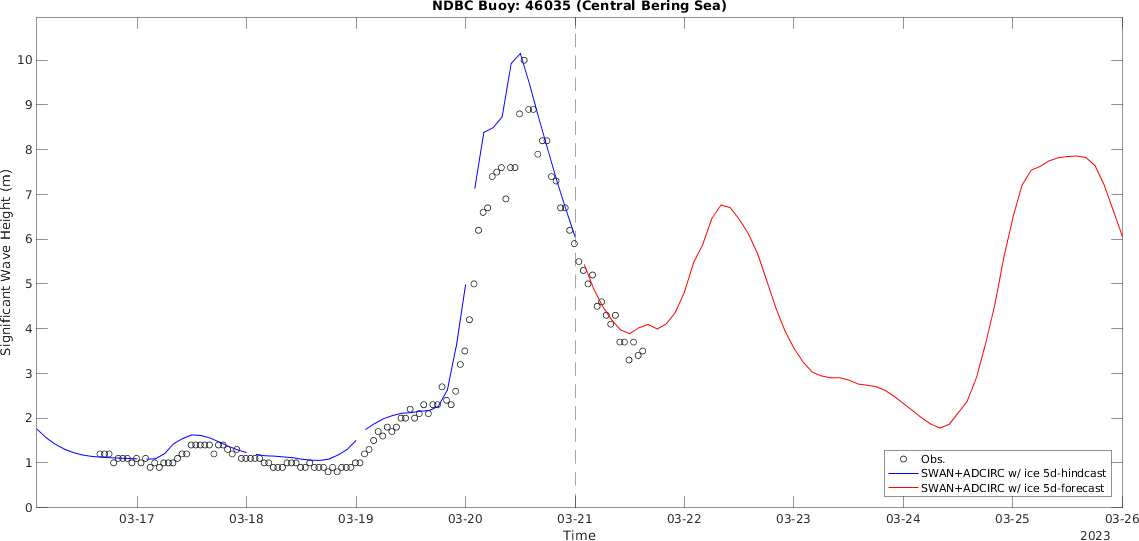 NDBC Buoy: 46035 (Central Bering Sea)
10
9
8
7
6
5
4
3
2
1
0
Significant Wave Height (m)
Obs.
SWAN+ADCIRC w/ ice 5d-hindcast
SWAN+ADCIRC w/ ice 5d-forecast
03-17 03-18 03-19 03-20 03-21 03-22 03-23 03-24 03-25 03-26
Time
2023